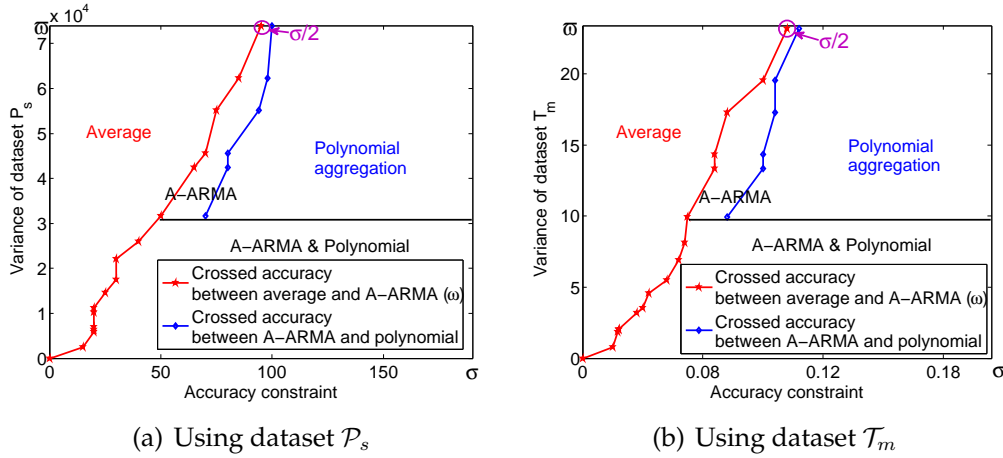 ϖ x 10⁴
7
6
5
4
3
2
1
0
Variance of dataset P_s
0 50 100 150 σ
Accuracy constraint
σ/2
Average
Polynomial
aggregation
A−ARMA
A−ARMA & Polynomial
Crossed accuracy
between average and A−ARMA (ω)
Crossed accuracy
between A−ARMA and polynomial
(a) Using dataset 𝒫_s
ϖ
20
15
10
5
0
Variance of dataset T_m
0 0.08 0.12 0.18 σ
Accuracy constraint
σ/2
Average
Polynomial
aggregation
A−ARMA
A−ARMA & Polynomial
Crossed accuracy
between average and A−ARMA (ω)
Crossed accuracy
between A−ARMA and polynomial
(b) Using dataset 𝒯_m